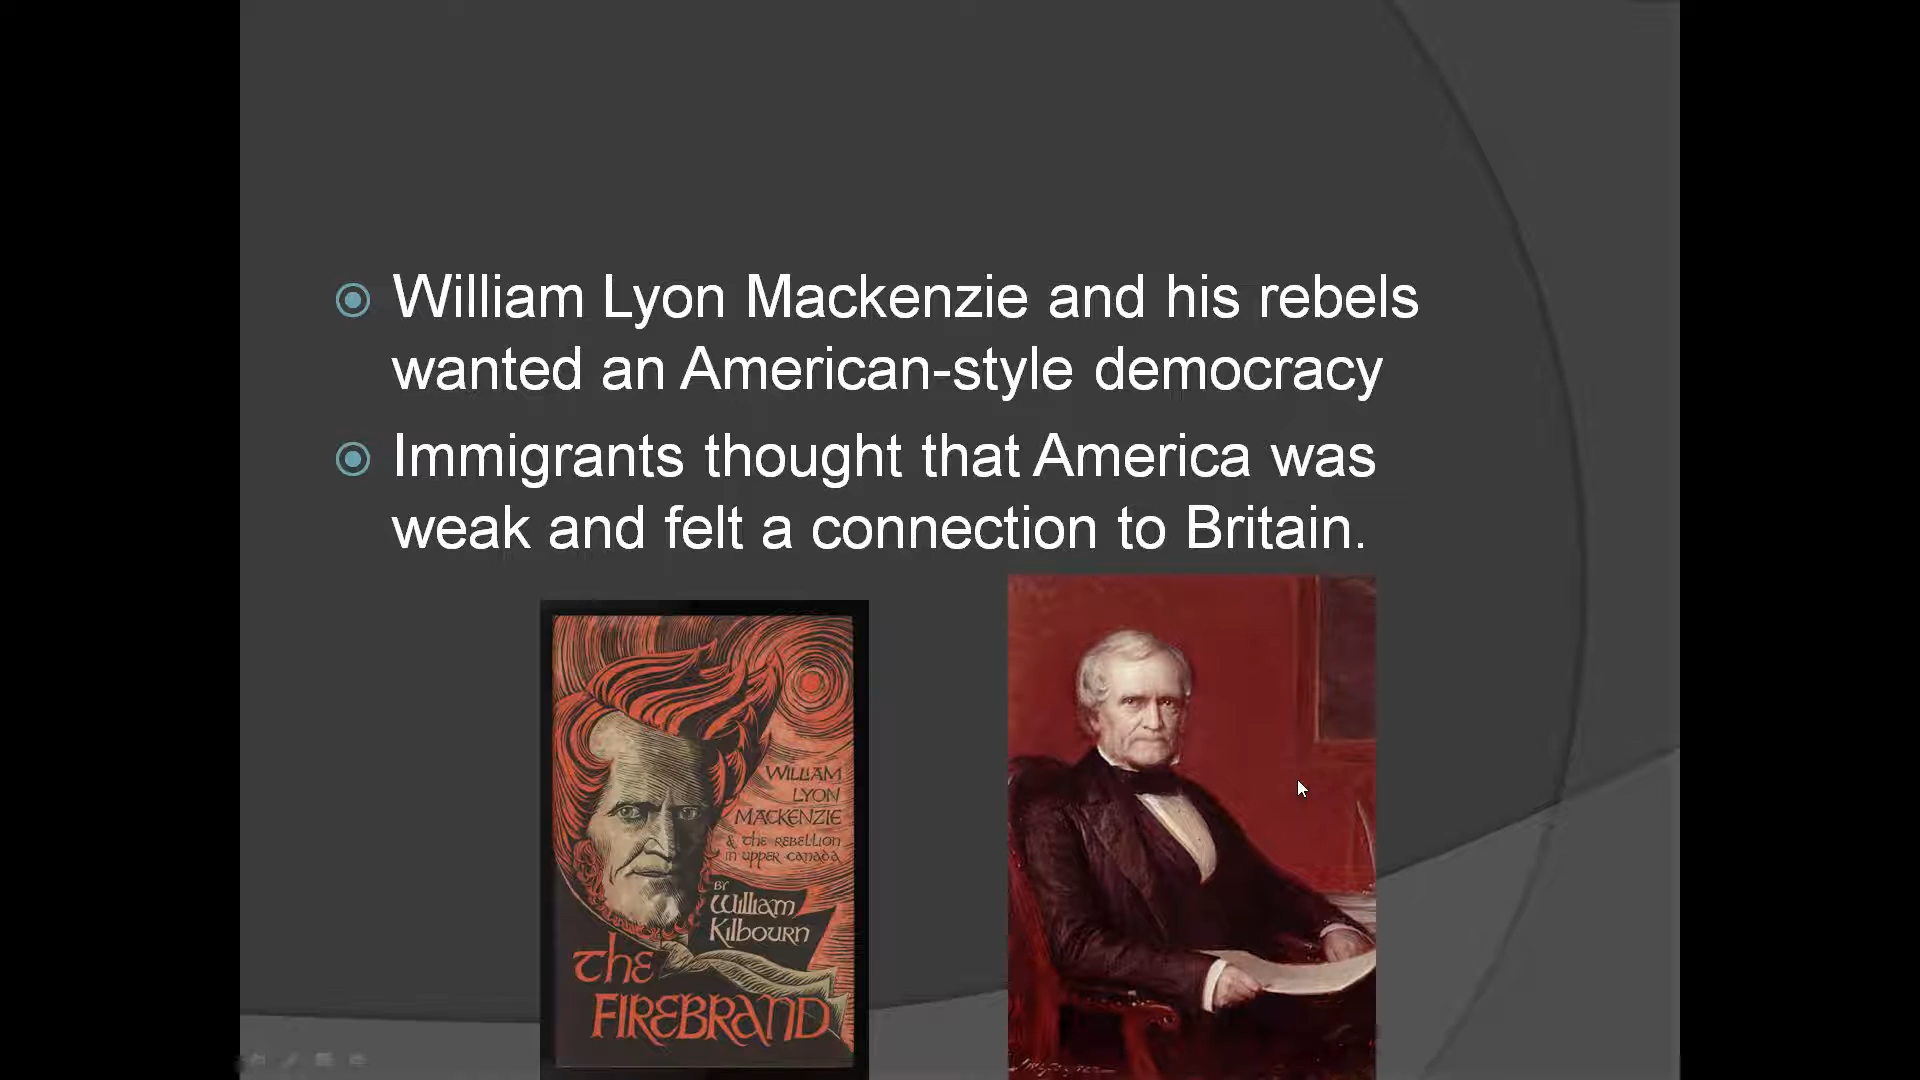 William Lyon Mackenzie and his rebels
wanted an American-style democracy
Immigrants thought that America was
weak and felt a connection to Britain.
WILLIAM
LYON
MACKENZIE
& the REBELLION
in upper canada
BY
William
Kilbourn
the
FIREBRAND